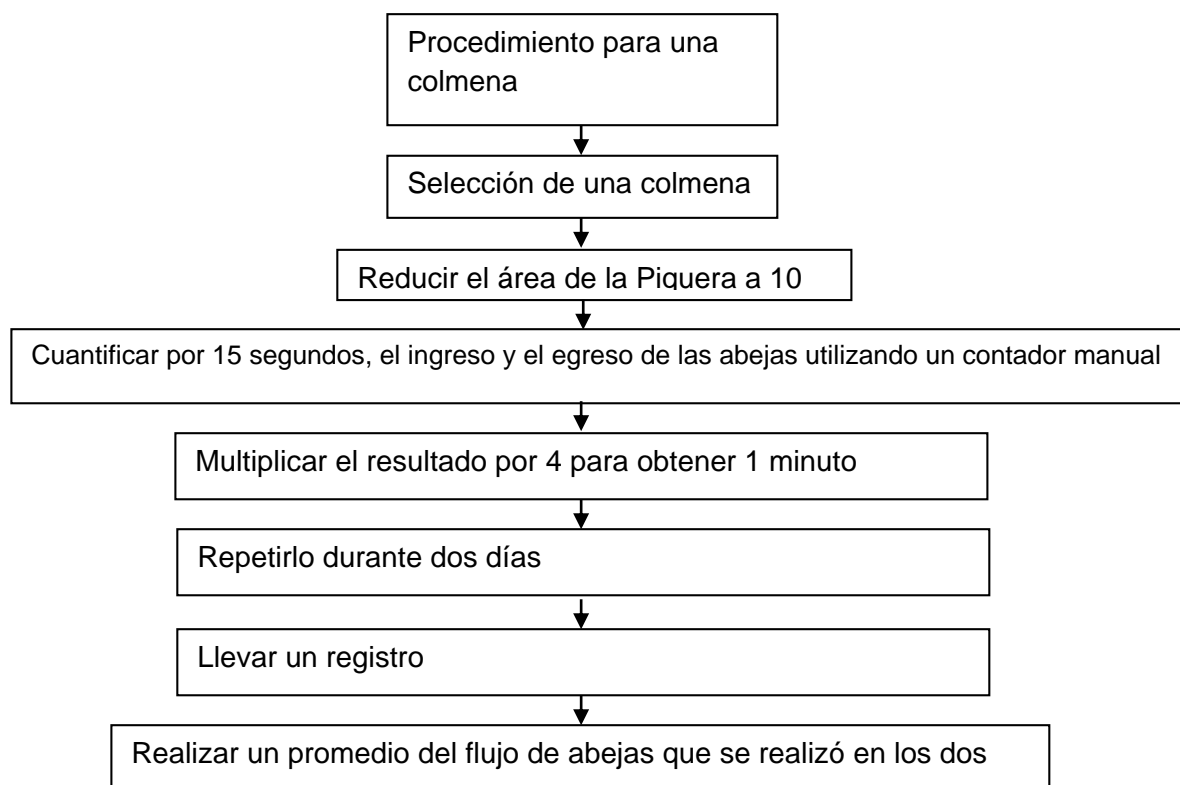 Procedimiento para una
colmena
Selección de una colmena
Reducir el área de la Piquera a 10
Cuantificar por 15 segundos, el ingreso y el egreso de las abejas utilizando un contador manual
Multiplicar el resultado por 4 para obtener 1 minuto
Repetirlo durante dos días
Llevar un registro
Realizar un promedio del flujo de abejas que se realizó en los dos